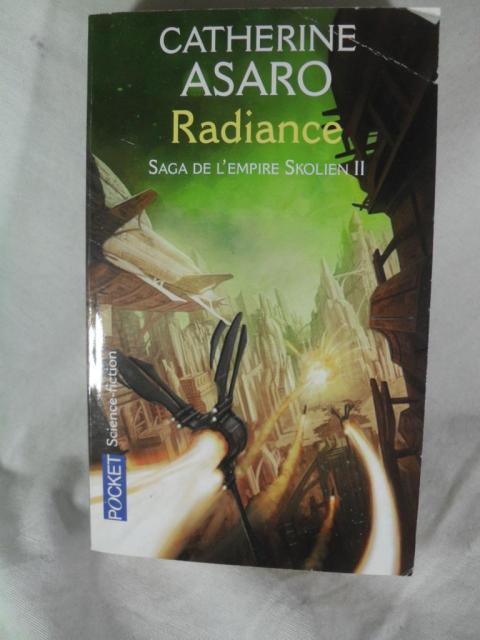 CATHERINE
ASARO
Radiance
SAGA DE L'EMPIRE SKOLIEN II
POCKET Science-fiction